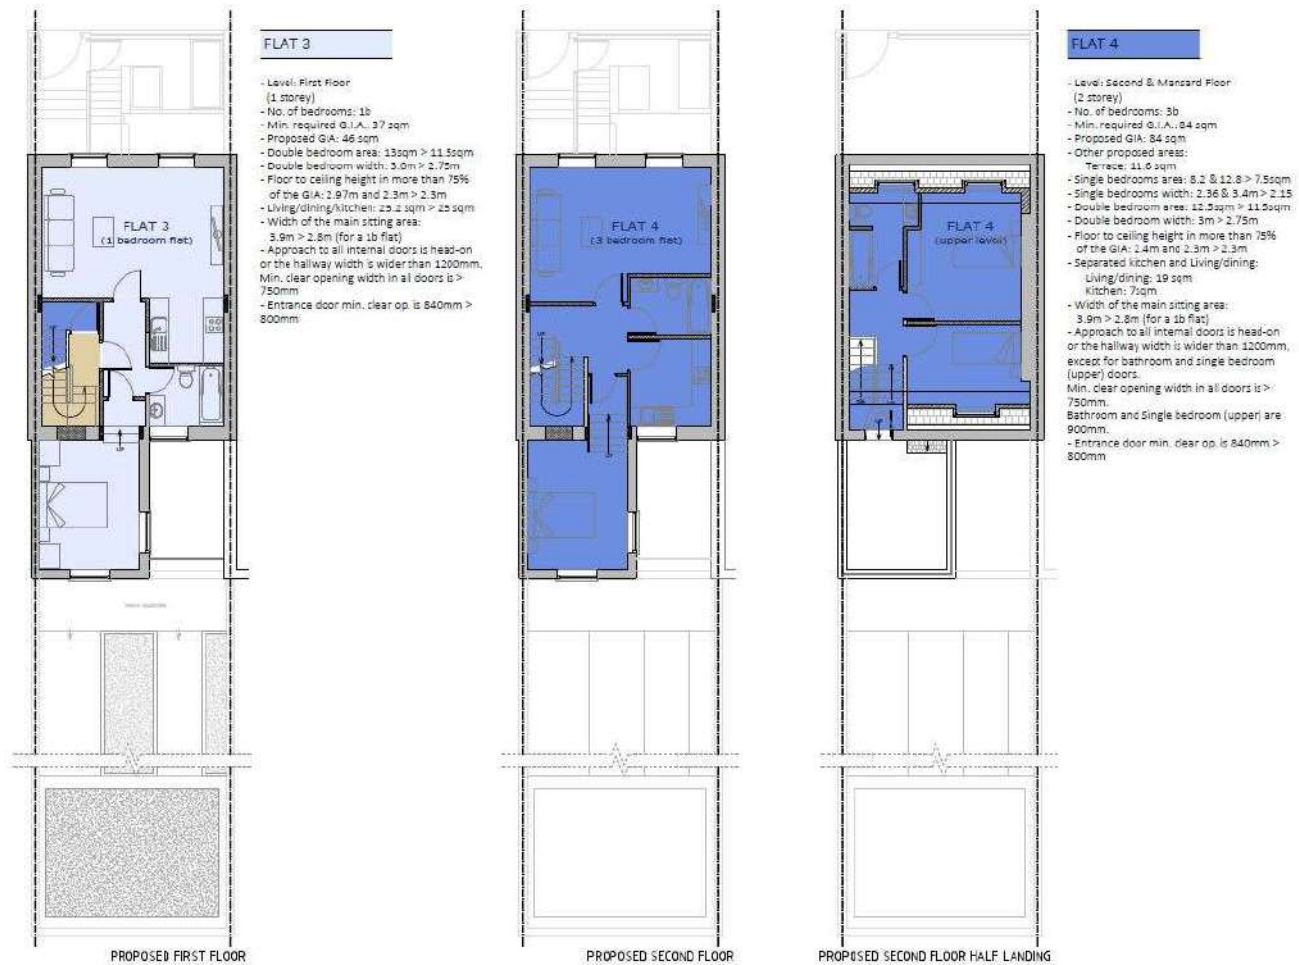 FLAT 3
- Level: First Floor
(1 storey)
- No. of bedrooms: 1b
- Min. required G.I.A.: 37 sqm
- Proposed GIA: 46 sqm
- Double bedroom area: 13sqm > 11.5sqm
- Double bedroom width: 3.0m > 2.75m
- Floor to ceiling height in more than 75%
of the GIA: 2.97m and 2.3m > 2.3m
- Living/dining/kitchen: 25.2 sqm > 25 sqm
- Width of the main sitting area:
3.9m > 2.8m (for a 1b flat)
- Approach to all internal doors is head-on
or the hallway width is wider than 1200mm.
Min. clear opening width in all doors is >
750mm
- Entrance door min. clear op. is 840mm >
800mm
FLAT 4
- Level: Second & Mansard Floor
(2 storey)
- No. of bedrooms: 3b
- Min. required G.I.A.: 84 sqm
- Proposed GIA: 84 sqm
- Other proposed areas:
Terrace: 11.6 sqm
- Single bedrooms area: 8.2 & 12.8 > 7.5sqm
- Single bedrooms width: 2.36 & 3.4m > 2.15
- Double bedroom area: 12.5sqm > 11.5sqm
- Double bedroom width: 3m > 2.75m
- Floor to ceiling height in more than 75%
of the GIA: 2.4m and 2.3m > 2.3m
- Separated kitchen and Living/dining:
Living/dining: 19 sqm
Kitchen: 7sqm
- Width of the main sitting area:
3.9m > 2.8m (for a 1b flat)
- Approach to all internal doors is head-on
or the hallway width is wider than 1200mm,
except for bathroom and single bedroom
(upper) doors.
Min. clear opening width in all doors is >
750mm.
Bathroom and Single bedroom (upper) are
900mm.
- Entrance door min. clear op. is 840mm >
800mm
FLAT 3
(1 bedroom flat)
FLAT 4
(3 bedroom flat)
FLAT 4
(upper level)
PROPOSED FIRST FLOOR
PROPOSED SECOND FLOOR
PROPOSED SECOND FLOOR HALF LANDING